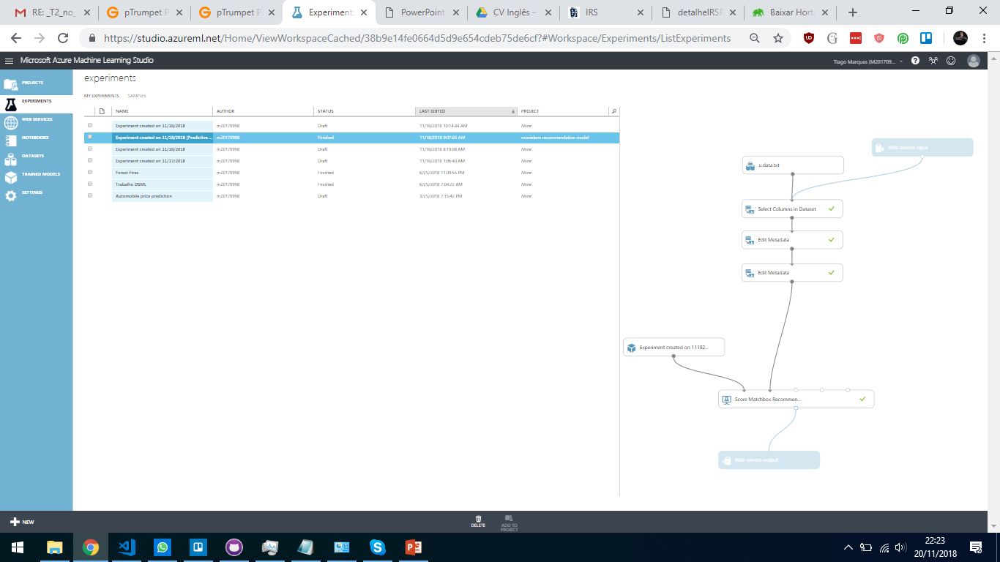 RE: _T2_no_
pTrumpet P
pTrumpet P
Experiments
PowerPoint
CV Inglês –
IRS
detalheIRSP
Baixar Horto
https://studio.azureml.net/Home/ViewWorkspaceCached/38b9e14fe0664d5d9e654cdeb75de6cf?#Workspace/Experiments/ListExperiments
Microsoft Azure Machine Learning Studio
Tiago Marques (M201709...
PROJECTS
EXPERIMENTS
WEB SERVICES
NOTEBOOKS
DATASETS
TRAINED MODELS
SETTINGS
experiments
MY EXPERIMENTS SAMPLES
NAME AUTHOR STATUS LAST EDITED PROJECT
Experiment created on 11/18/2018 m20170998 Draft 11/18/2018 10:14:44 AM None
Experiment created on 11/18/2018 [Predictive ... m20170998 Finished 11/18/2018 9:07:05 AM movielens recommendation model
Experiment created on 11/18/2018 m20170998 Draft 11/18/2018 8:19:08 AM None
Experiment created on 11/17/2018 m20170998 Draft 11/18/2018 1:06:40 AM None
Forest Fires m20170998 Finished 6/25/2018 11:09:55 PM None
Trabalho DSML m20170998 Finished 6/25/2018 7:04:22 AM None
Automobile price prediction m20170998 Draft 3/25/2018 7:15:42 PM None
Web service input
u.data.txt
Select Columns in Dataset
Edit Metadata
Edit Metadata
Experiment created on 11182...
Score Matchbox Recommen...
Web service output
NEW
DELETE
ADD TO PROJECT
22:23
20/11/2018